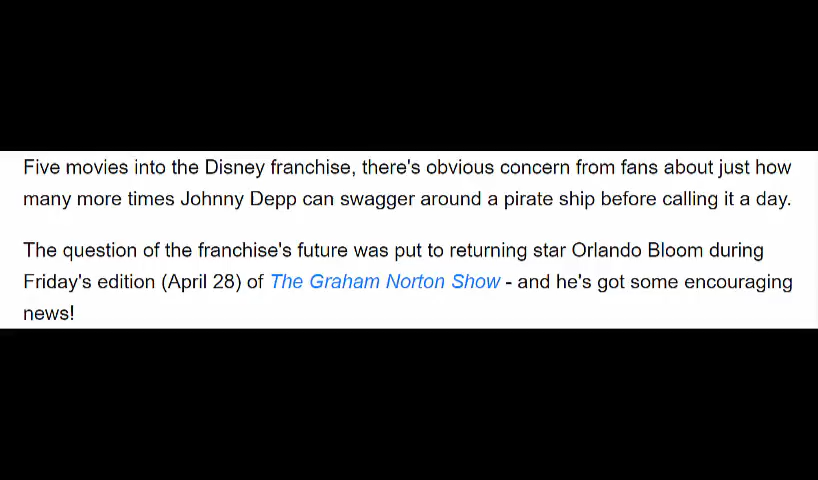 Five movies into the Disney franchise, there's obvious concern from fans about just how
many more times Johnny Depp can swagger around a pirate ship before calling it a day.
The question of the franchise's future was put to returning star Orlando Bloom during
Friday's edition (April 28) of The Graham Norton Show - and he's got some encouraging
news!